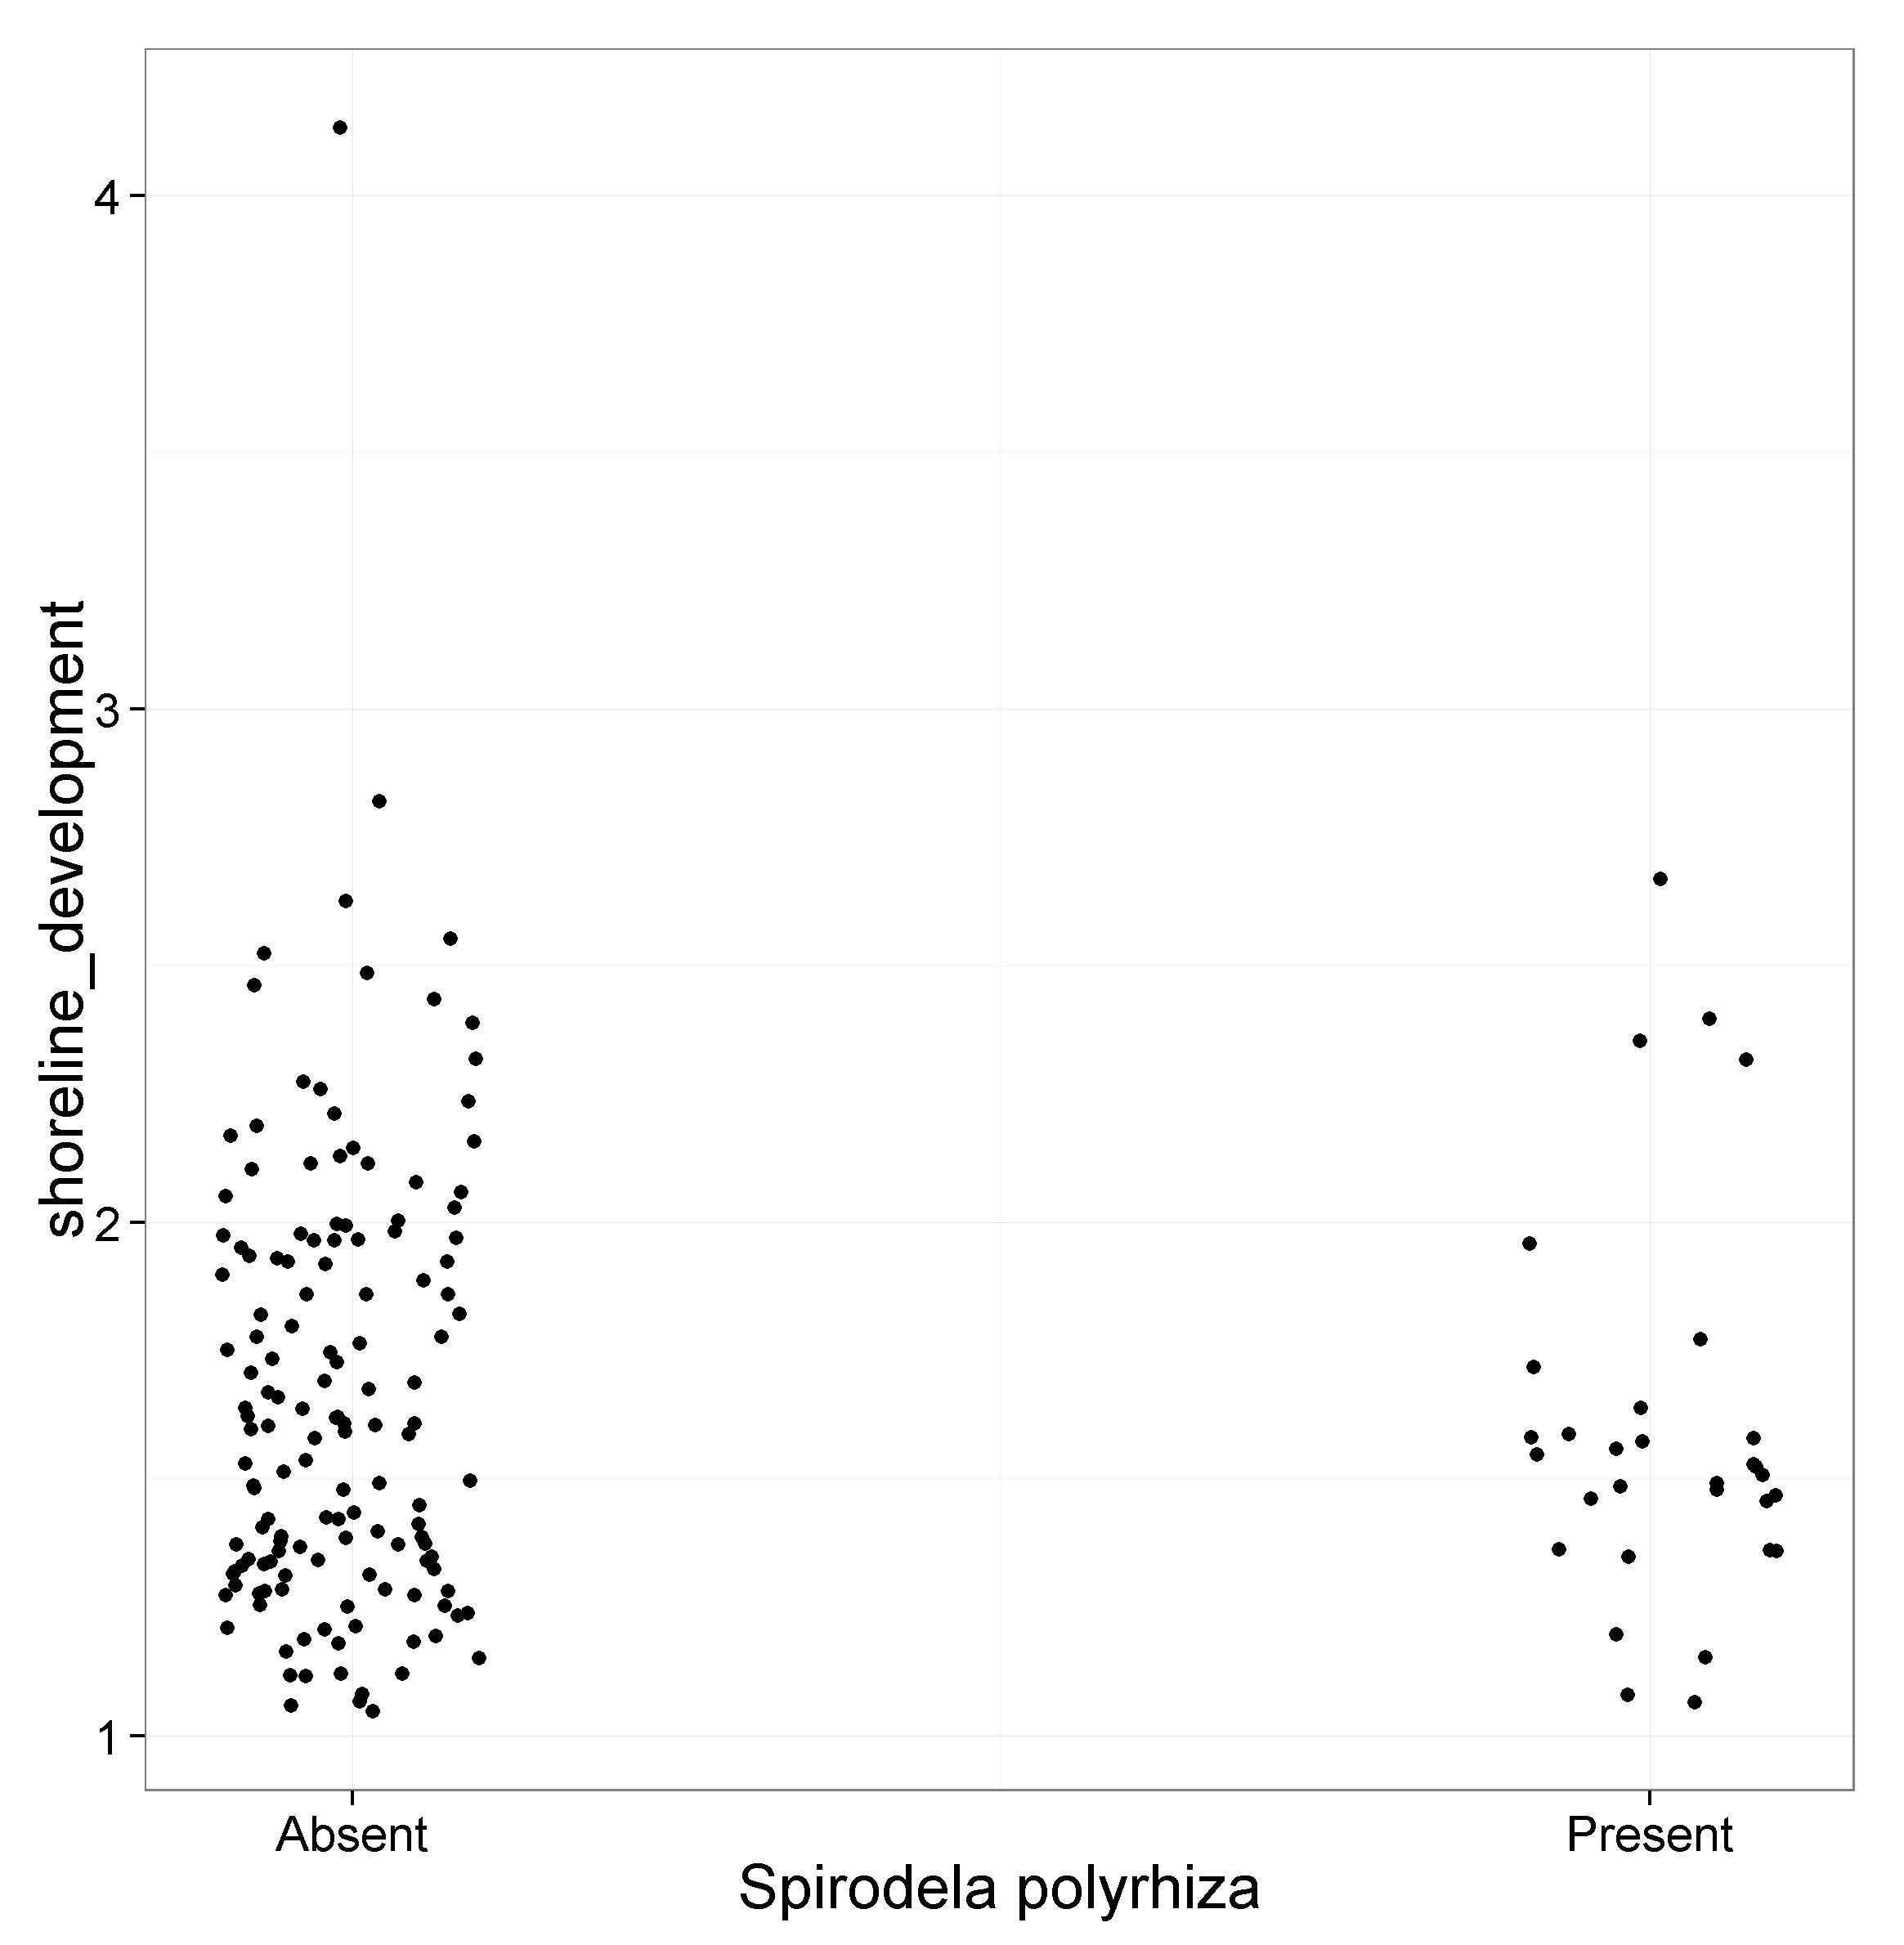 shoreline_development
4
3
2
1
Absent
Present
Spirodela polyrhiza